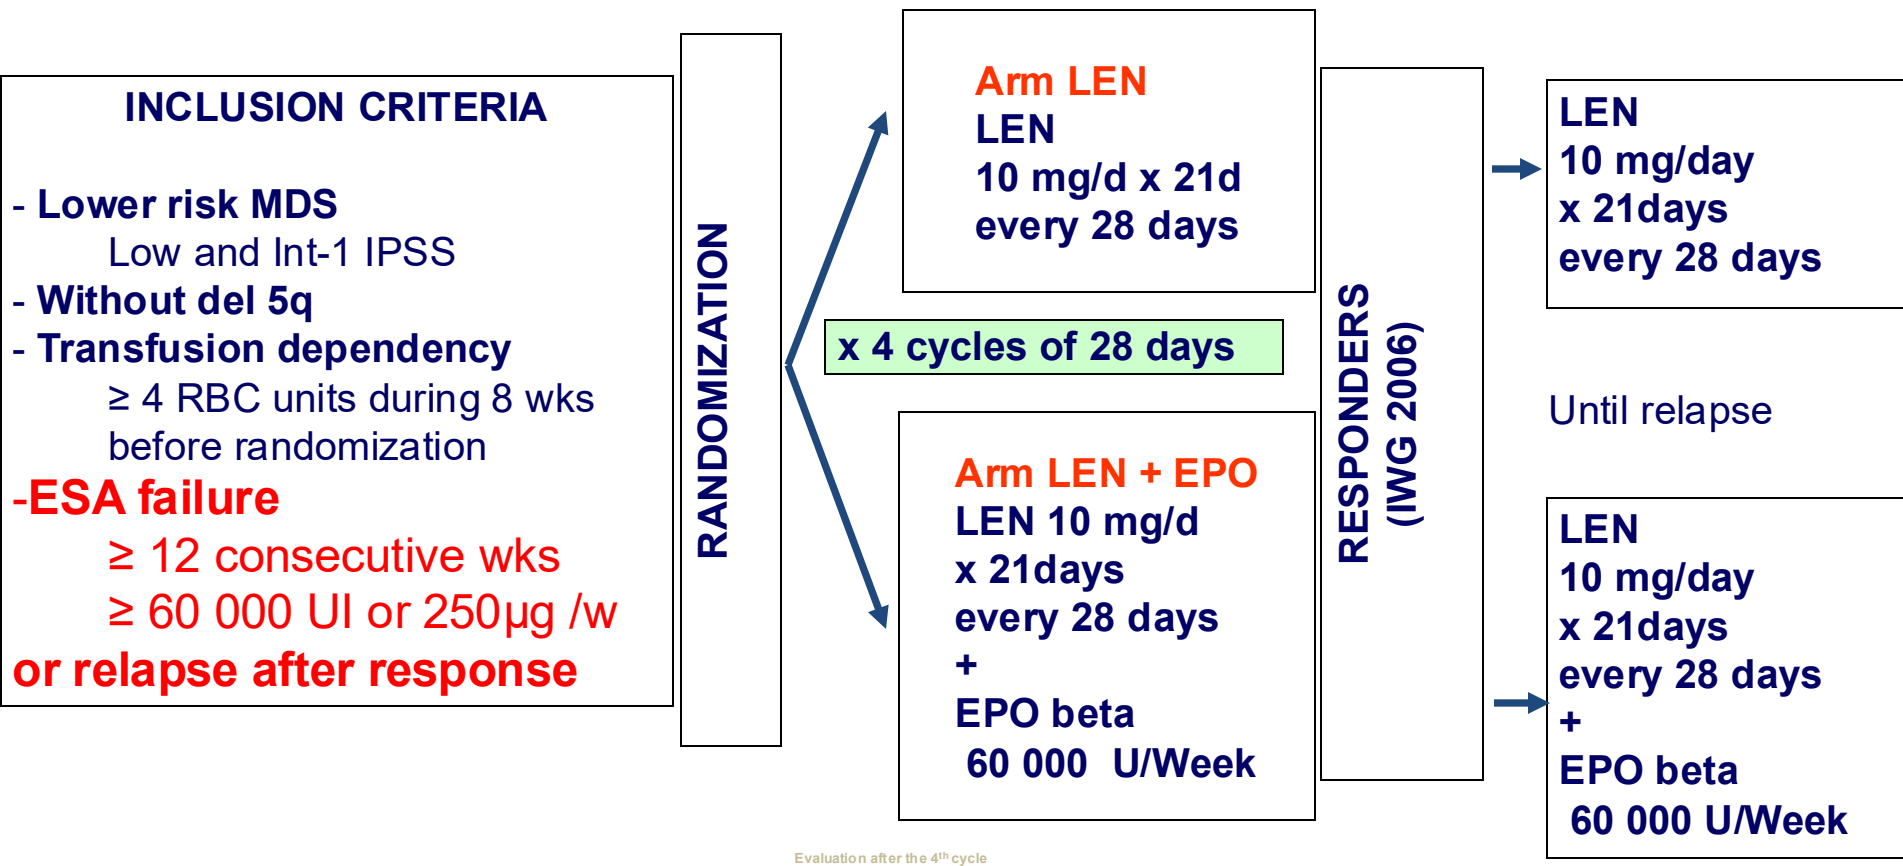 INCLUSION CRITERIA
- Lower risk MDS
Low and Int-1 IPSS
- Without del 5q
- Transfusion dependency
≥ 4 RBC units during 8 wks
before randomization
-ESA failure
≥ 12 consecutive wks
≥ 60 000 UI or 250µg /w
or relapse after response
RANDOMIZATION
Arm LEN
LEN
10 mg/d x 21d
every 28 days
x 4 cycles of 28 days
Arm LEN + EPO
LEN 10 mg/d
x 21days
every 28 days
+
EPO beta
60 000 U/Week
RESPONDERS
(IWG 2006)
LEN
10 mg/day
x 21days
every 28 days
Until relapse
LEN
10 mg/day
x 21days
every 28 days
+
EPO beta
60 000 U/Week
Evaluation after the 4th cycle